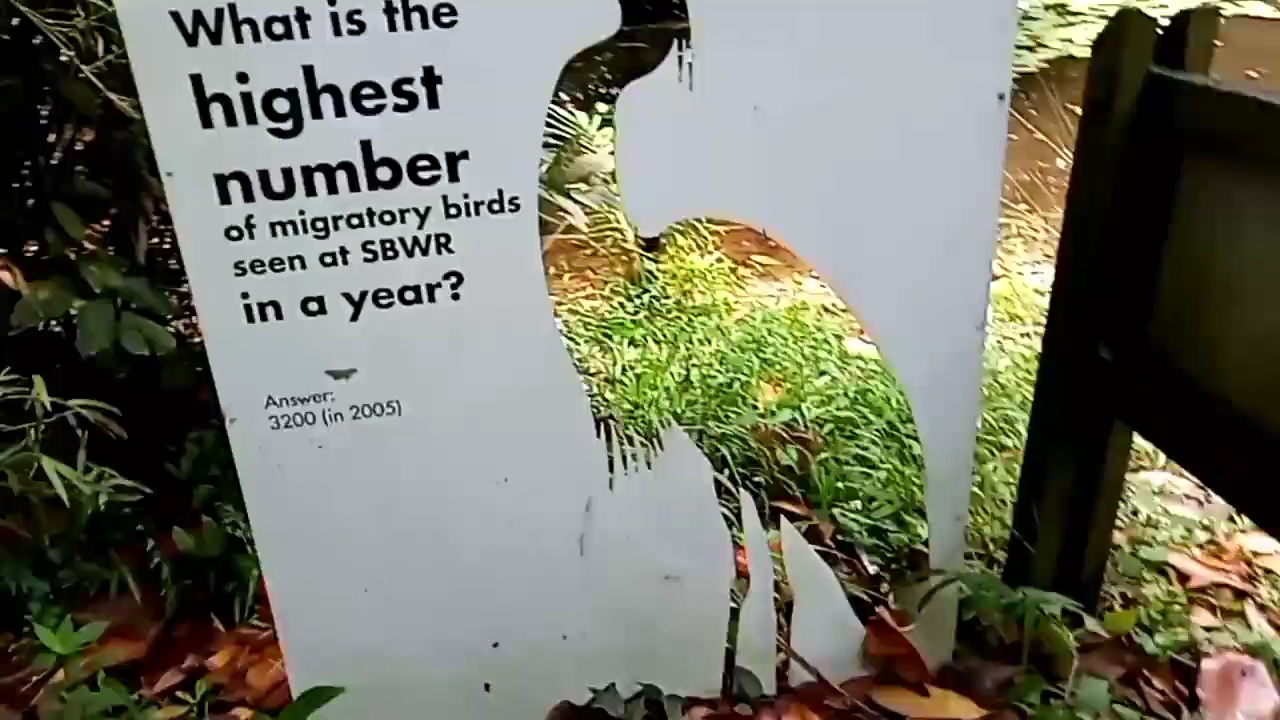 What is the
highest
number
of migratory birds
seen at SBWR
in a year?
Answer:
3200 (in 2005)